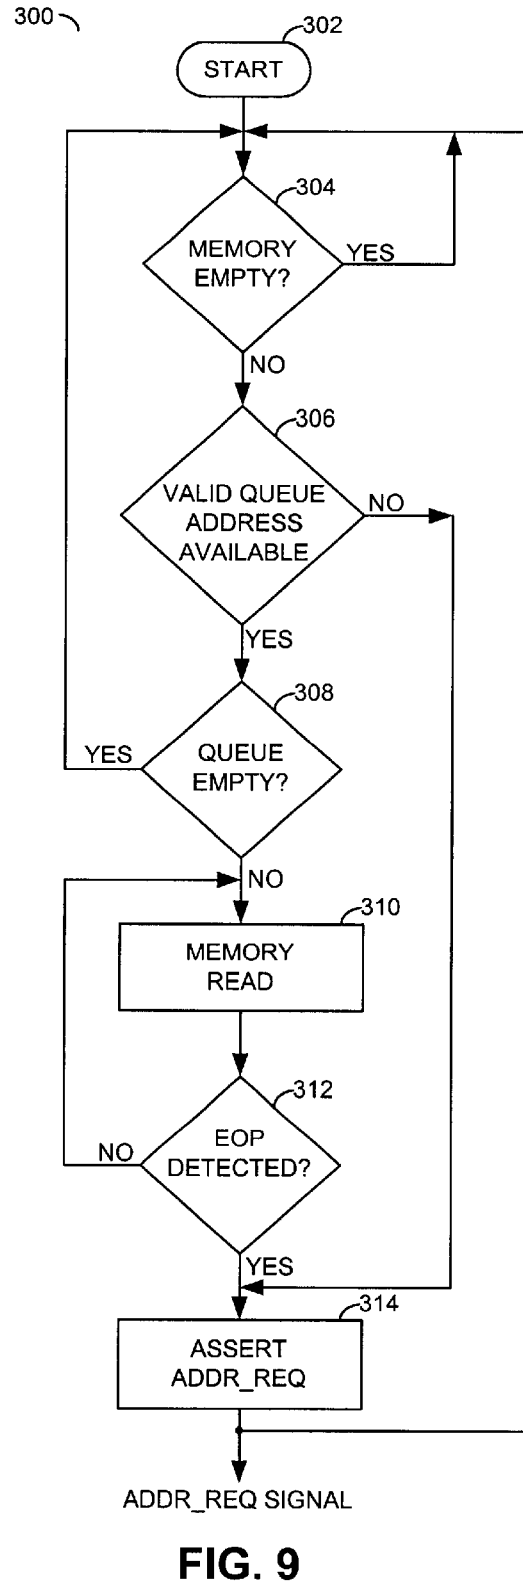 300
302
START
304
MEMORY
EMPTY?
YES
NO
306
VALID QUEUE
ADDRESS
AVAILABLE
NO
YES
308
QUEUE
EMPTY?
YES
NO
310
MEMORY
READ
312
EOP
DETECTED?
NO
YES
314
ASSERT
ADDR_REQ
ADDR_REQ SIGNAL
FIG. 9